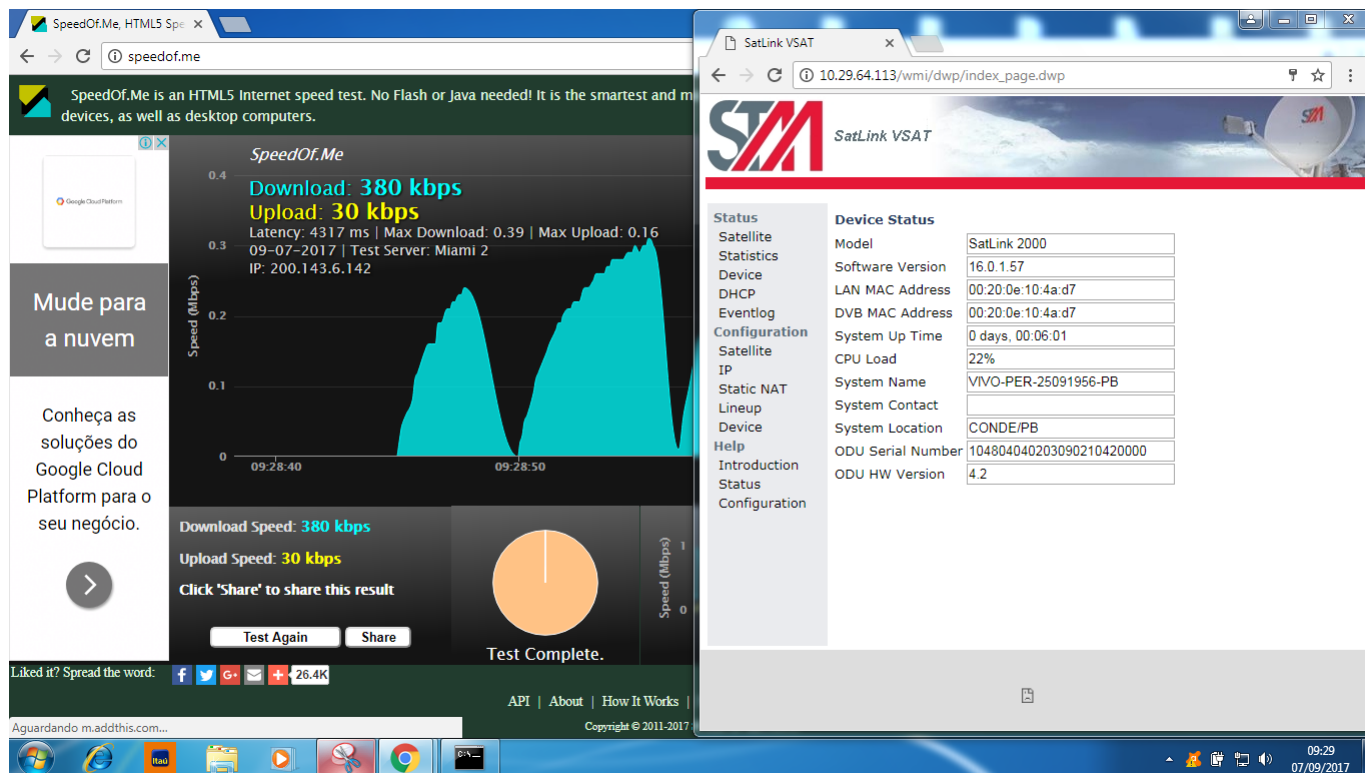 SpeedOf.Me, HTML5 Spe
speedof.me
SpeedOf.Me is an HTML5 Internet speed test. No Flash or Java needed! It is the smartest and m
devices, as well as desktop computers.
Google Cloud Platform
Mude para
a nuvem
Conheça as
soluções do
Google Cloud
Platform para o
seu negócio.
SpeedOf.Me
Download: 380 kbps
Upload: 30 kbps
Latency: 4317 ms | Max Download: 0.39 | Max Upload: 0.16
09-07-2017 | Test Server: Miami 2
IP: 200.143.6.142
Speed (Mbps)
0.4
0.3
0.2
0.1
0
09:28:40
09:28:50
Download Speed: 380 kbps
Upload Speed: 30 kbps
Click 'Share' to share this result
Test Again
Share
Test Complete.
Speed (Mbps)
1
0
Liked it? Spread the word:
26.4K
API | About | How It Works |
Copyright © 2011-2017
Aguardando m.addthis.com...
SatLink VSAT
10.29.64.113/wmi/dwp/index_page.dwp
STM
SatLink VSAT
STM
Status
Satellite
Statistics
Device
DHCP
Eventlog
Configuration
Satellite
IP
Static NAT
Lineup
Device
Help
Introduction
Status
Configuration
Device Status
Model SatLink 2000
Software Version 16.0.1.57
LAN MAC Address 00:20:0e:10:4a:d7
DVB MAC Address 00:20:0e:10:4a:d7
System Up Time 0 days, 00:06:01
CPU Load 22%
System Name VIVO-PER-25091956-PB
System Contact
System Location CONDE/PB
ODU Serial Number 104804040203090210420000
ODU HW Version 4.2
Itaú
C:\
09:29
07/09/2017